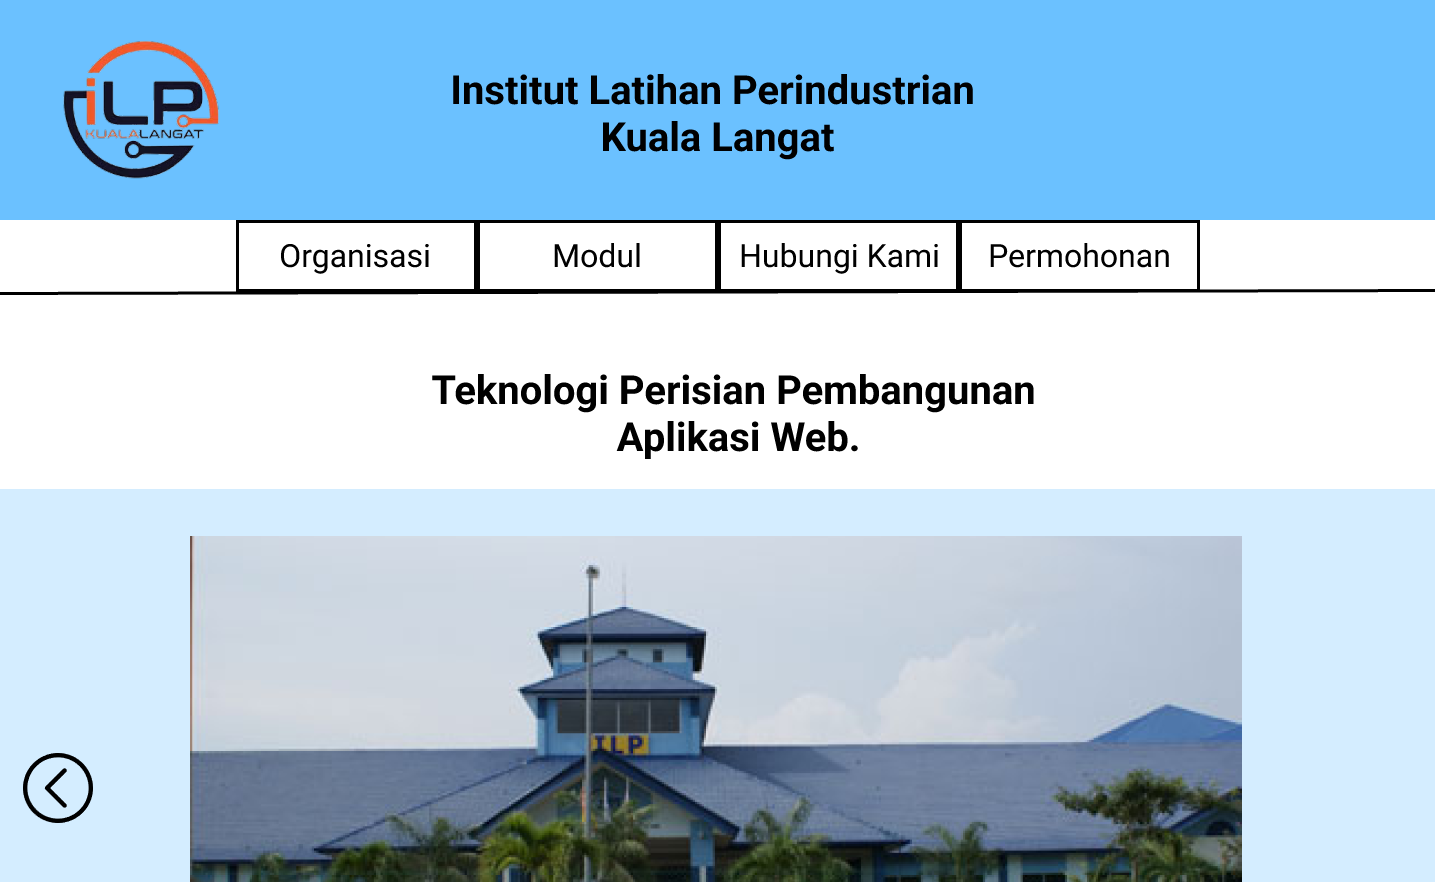 iLP
KUALALANGAT
Institut Latihan Perindustrian
Kuala Langat
Organisasi
Modul
Hubungi Kami
Permohonan
Teknologi Perisian Pembangunan
Aplikasi Web.
ILP